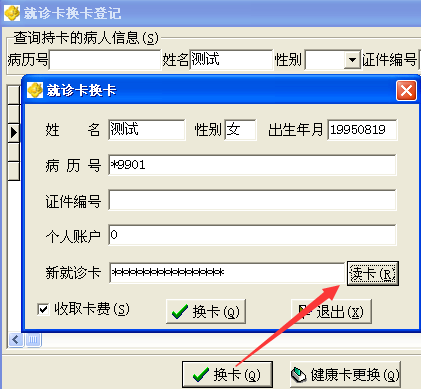 就诊卡换卡登记
查询持卡的病人信息(S)
病历号 姓名 测试 性别 证件编号
就诊卡换卡
姓 名 测试 性别 女 出生年月 19950819
病 历 号 *9901
证件编号
个人账户 0
新就诊卡 **************** 读卡(R)
收取卡费(S) 换卡(Q) 退出(X)
换卡(Q) 健康卡更换(Q)